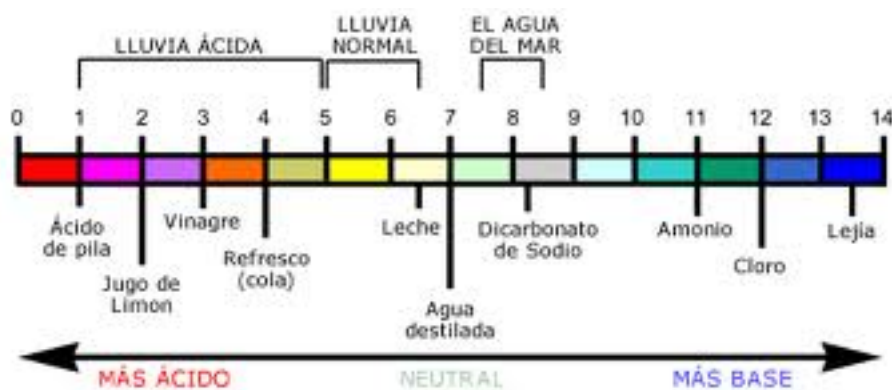 LLUVIA ÁCIDA
LLUVIA
NORMAL
EL AGUA
DEL MAR
0 1 2 3 4 5 6 7 8 9 10 11 12 13 14
Ácido
de pila
Jugo de
Limon
Vinagre
Refresco
(cola)
Leche
Agua
destilada
Dicarbonato
de Sodio
Amonio
Cloro
Lejía
MÁS ÁCIDO
NEUTRAL
MÁS BASE